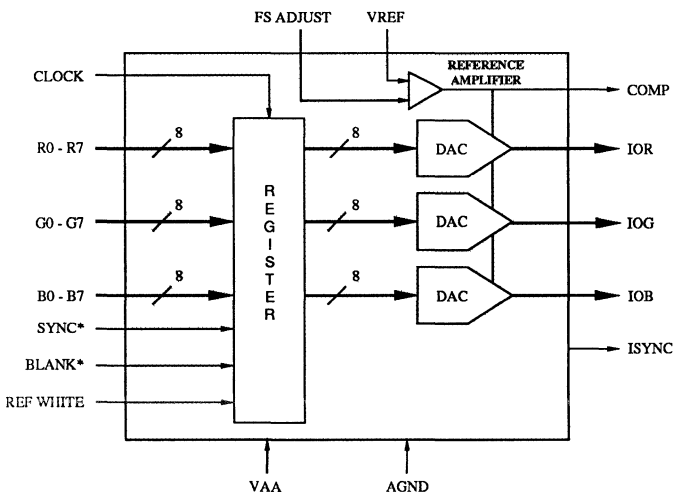 FS ADJUST
VREF
CLOCK
REFERENCE
AMPLIFIER
COMP
R0 - R7
8
8
DAC
IOR
REGISTER
G0 - G7
8
8
DAC
IOG
B0 - B7
8
8
DAC
IOB
SYNC*
ISYNC
BLANK*
REF WHITE
VAA
AGND